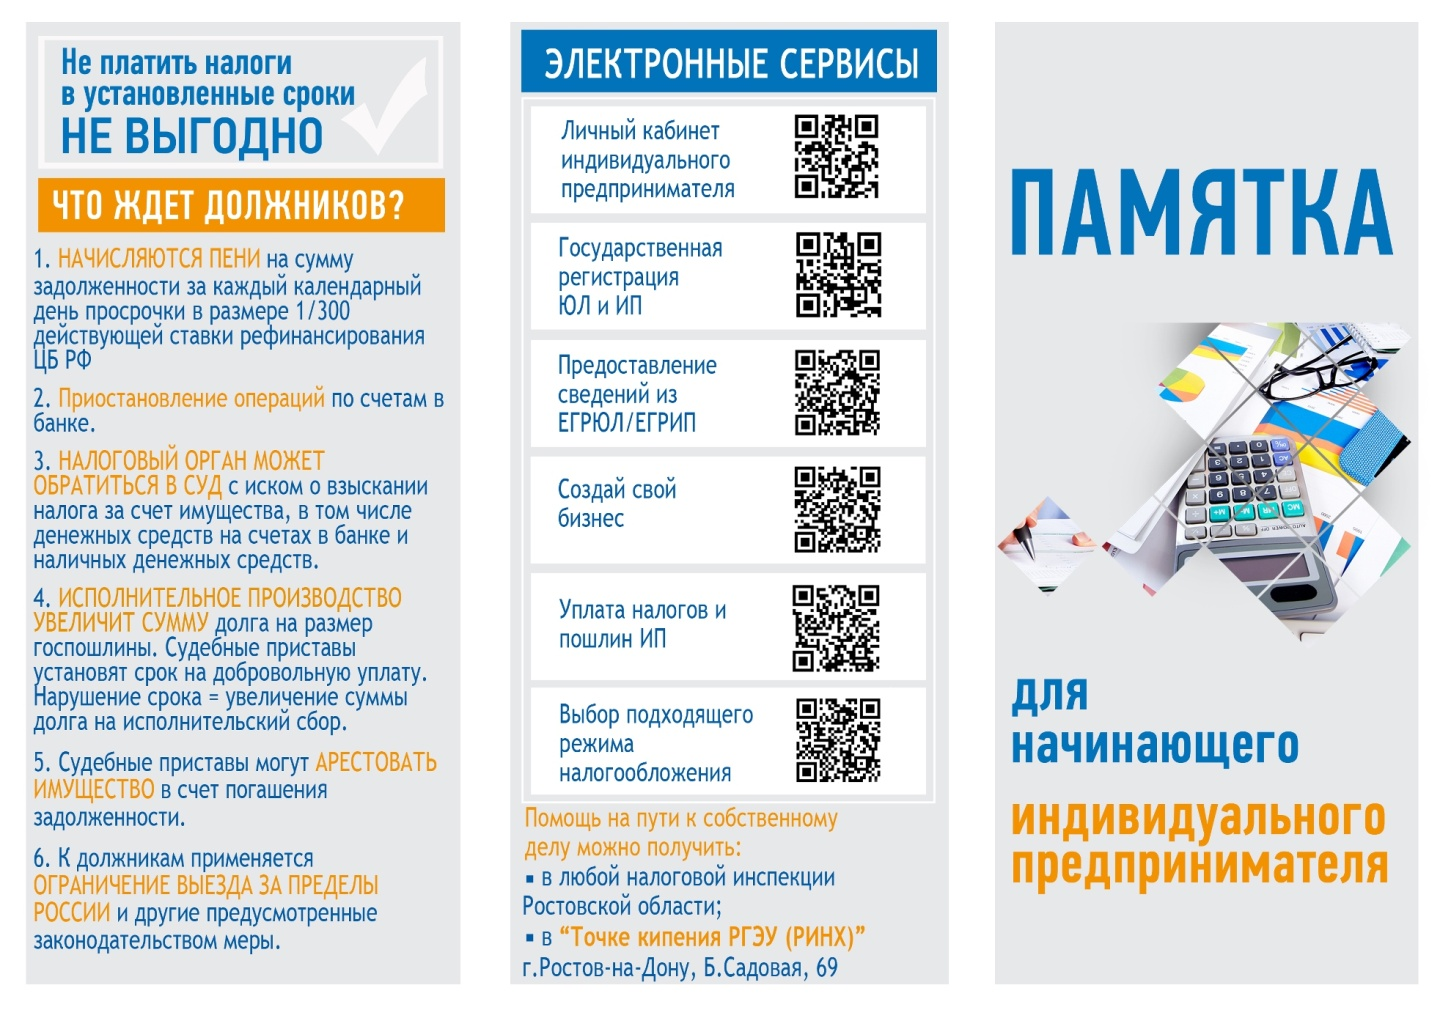 Не платить налоги
в установленные сроки
НЕ ВЫГОДНО
ЧТО ЖДЕТ ДОЛЖНИКОВ?
1. НАЧИСЛЯЮТСЯ ПЕНИ на сумму
задолженности за каждый календарный
день просрочки в размере 1/300
действующей ставки рефинансирования
ЦБ РФ
2. Приостановление операций по счетам в
банке.
3. НАЛОГОВЫЙ ОРГАН МОЖЕТ
ОБРАТИТЬСЯ В СУД с иском о взыскании
налога за счет имущества, в том числе
денежных средств на счетах в банке и
наличных денежных средств.
4. ИСПОЛНИТЕЛЬНОЕ ПРОИЗВОДСТВО
УВЕЛИЧИТ СУММУ долга на размер
госпошлины. Судебные приставы
установят срок на добровольную уплату.
Нарушение срока = увеличение суммы
долга на исполнительский сбор.
5. Судебные приставы могут АРЕСТОВАТЬ
ИМУЩЕСТВО в счет погашения
задолженности.
6. К должникам применяется
ОГРАНИЧЕНИЕ ВЫЕЗДА ЗА ПРЕДЕЛЫ
РОССИИ и другие предусмотренные
законодательством меры.
ЭЛЕКТРОННЫЕ СЕРВИСЫ
Личный кабинет
индивидуального
предпринимателя
Государственная
регистрация
ЮЛ и ИП
Предоставление
сведений из
ЕГРЮЛ/ЕГРИП
Создай свой
бизнес
Уплата налогов и
пошлин ИП
Выбор подходящего
режима
налогообложения
Помощь на пути к собственному
делу можно получить:
▪ в любой налоговой инспекции
Ростовской области;
▪ в “Точке кипения РГЭУ (РИНХ)”
г.Ростов-на-Дону, Б.Садовая, 69
ПАМЯТКА
для
начинающего
индивидуального
предпринимателя